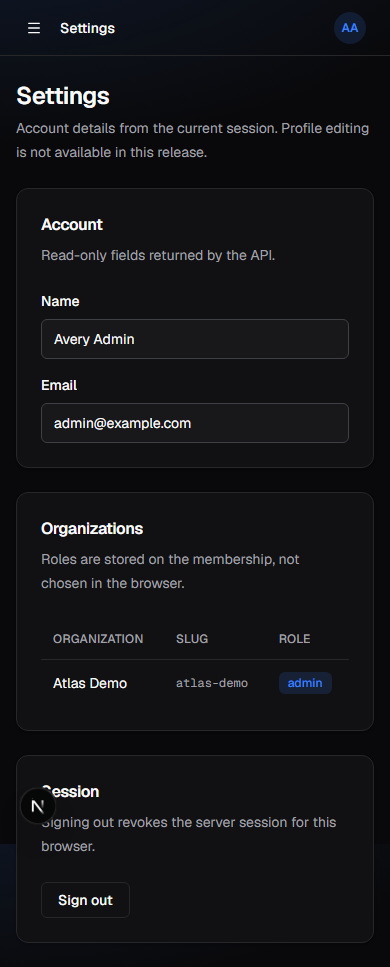 Settings
AA
Settings
Account details from the current session. Profile editing
is not available in this release.
Account
Read-only fields returned by the API.
Name
Avery Admin
Email
admin@example.com
Organizations
Roles are stored on the membership, not
chosen in the browser.
ORGANIZATION SLUG ROLE
Atlas Demo atlas-demo admin
Session
N
Signing out revokes the server session for this
browser.
Sign out